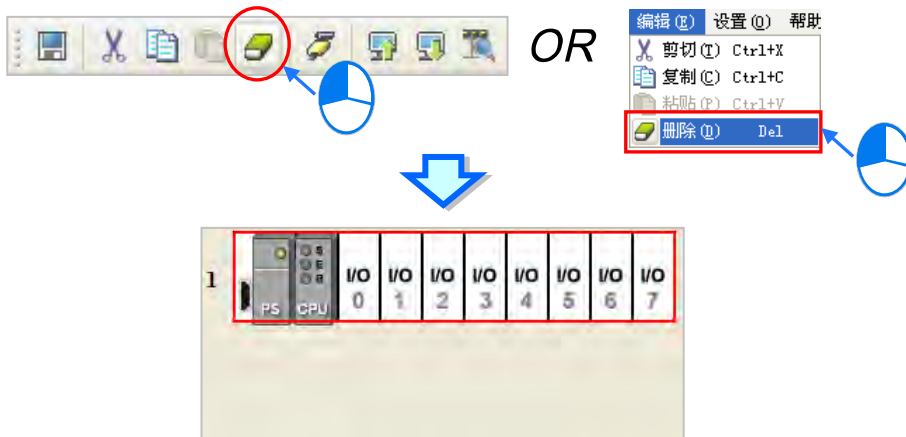 OR
编辑(E) 设置(O) 帮助
剪切(T) Ctrl+X
复制(C) Ctrl+C
粘贴(P) Ctrl+V
删除(D) Del
1
PS CPU I/O I/O I/O I/O I/O I/O I/O I/O
0 1 2 3 4 5 6 7